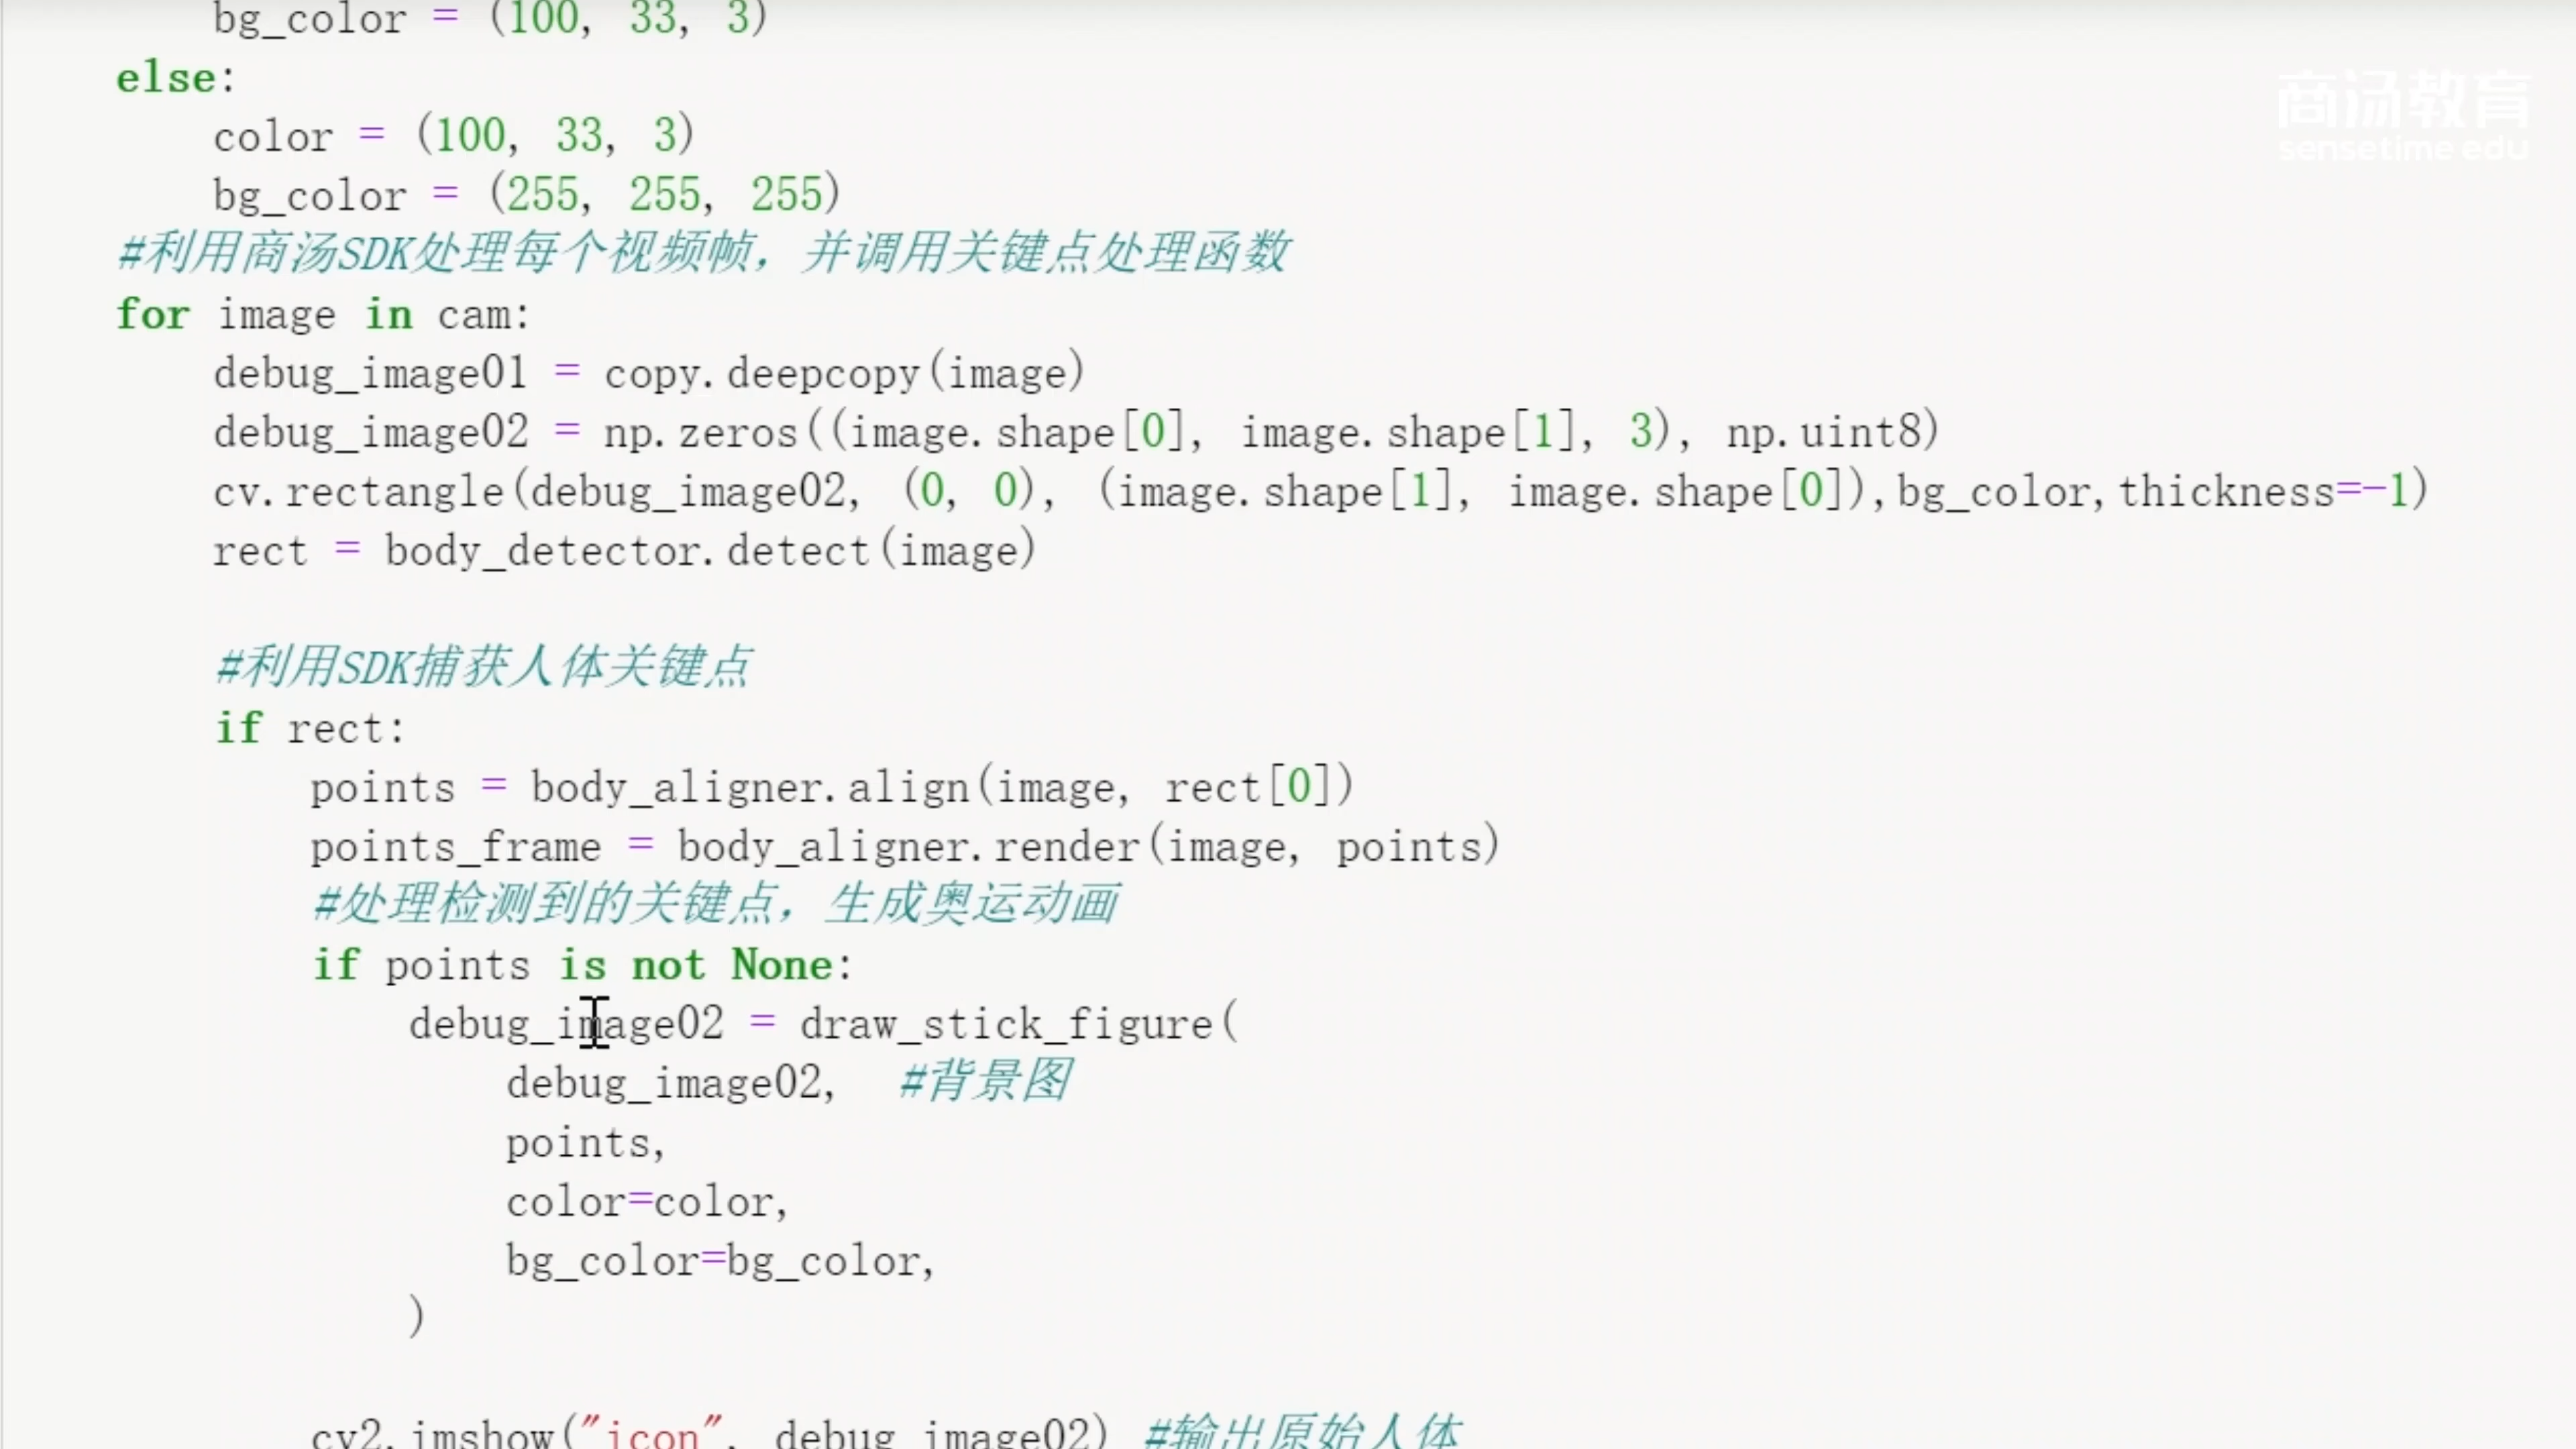 bg_color = (100, 33, 3)
else:
color = (100, 33, 3)
bg_color = (255, 255, 255)
#利用商汤SDK处理每个视频帧，并调用关键点处理函数
for image in cam:
debug_image01 = copy.deepcopy(image)
debug_image02 = np.zeros((image.shape[0], image.shape[1], 3), np.uint8)
cv.rectangle(debug_image02, (0, 0), (image.shape[1], image.shape[0]),bg_color,thickness=-1)
rect = body_detector.detect(image)
#利用SDK捕获人体关键点
if rect:
points = body_aligner.align(image, rect[0])
points_frame = body_aligner.render(image, points)
#处理检测到的关键点，生成奥运动画
if points is not None:
debug_image02 = draw_stick_figure(
debug_image02,  #背景图
points,
color=color,
bg_color=bg_color,
)
cv2.imshow("icon", debug_image02) #输出原始人体
商汤教育
sensetime edu